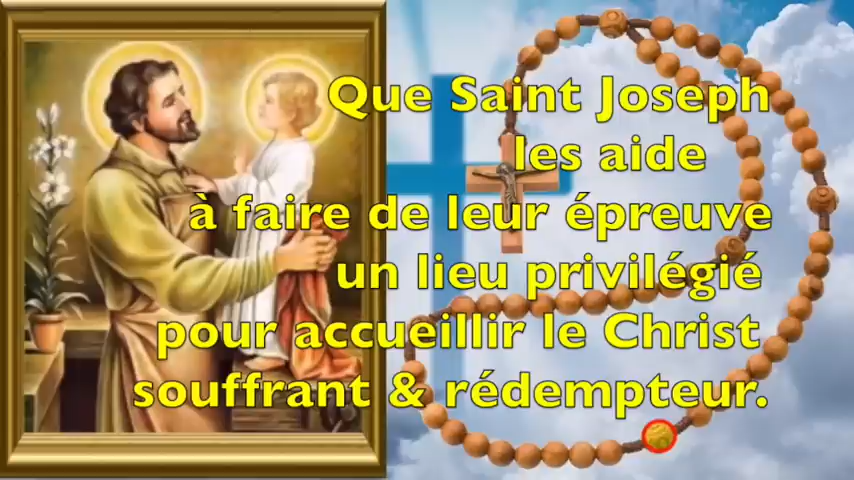 Que Saint Joseph
les aide
à faire de leur épreuve
un lieu privilégié
pour accueillir le Christ
souffrant & rédempteur.